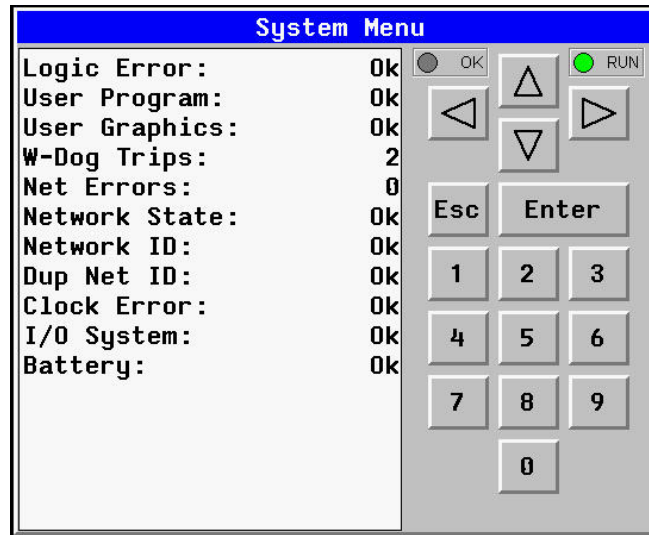 System Menu
Logic Error: Ok
User Program: Ok
User Graphics: Ok
W-Dog Trips: 2
Net Errors: 0
Network State: Ok
Network ID: Ok
Dup Net ID: Ok
Clock Error: Ok
I/O System: Ok
Battery: Ok
OK RUN
Esc Enter
1 2 3
4 5 6
7 8 9
0